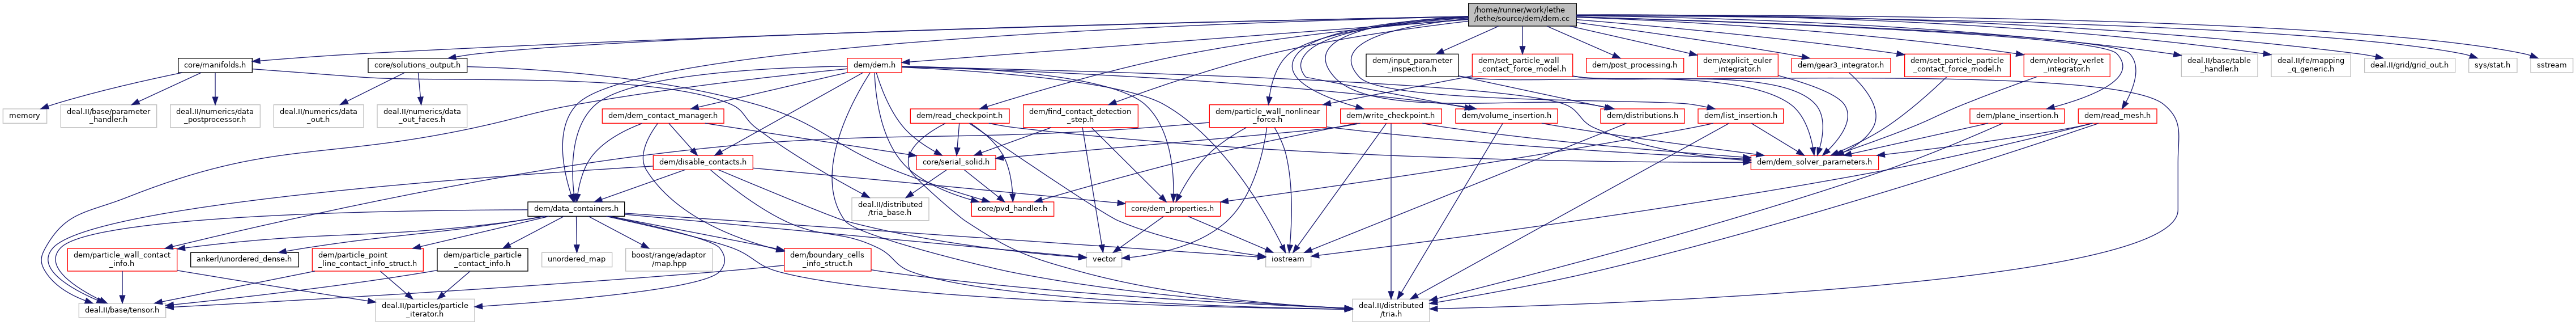 /home/runner/work/lethe
/lethe/source/dem/dem.cc
core/manifolds.h
core/solutions_output.h
dem/dem.h
dem/input_parameter
_inspection.h
dem/set_particle_wall
_contact_force_model.h
dem/post_processing.h
dem/explicit_euler
_integrator.h
dem/gear3_integrator.h
dem/set_particle_particle
_contact_force_model.h
dem/velocity_verlet
_integrator.h
deal.II/base/table
_handler.h
deal.II/fe/mapping
_q_generic.h
deal.II/grid/grid_out.h
sys/stat.h
sstream
memory
deal.II/base/parameter
_handler.h
deal.II/numerics/data
_postprocessor.h
deal.II/numerics/data
_out.h
deal.II/numerics/data
_out_faces.h
dem/dem_contact_manager.h
dem/read_checkpoint.h
dem/find_contact_detection
_step.h
dem/particle_wall_nonlinear
_force.h
dem/write_checkpoint.h
dem/volume_insertion.h
dem/distributions.h
dem/list_insertion.h
dem/plane_insertion.h
dem/read_mesh.h
dem/disable_contacts.h
core/serial_solid.h
dem/dem_solver_parameters.h
dem/data_containers.h
deal.II/distributed
/tria_base.h
core/pvd_handler.h
core/dem_properties.h
dem/particle_wall_contact
_info.h
ankerl/unordered_dense.h
dem/particle_point
_line_contact_info_struct.h
dem/particle_particle
_contact_info.h
unordered_map
boost/range/adaptor
/map.hpp
dem/boundary_cells
_info_struct.h
vector
iostream
deal.II/base/tensor.h
deal.II/particles/particle
_iterator.h
deal.II/distributed
/tria.h